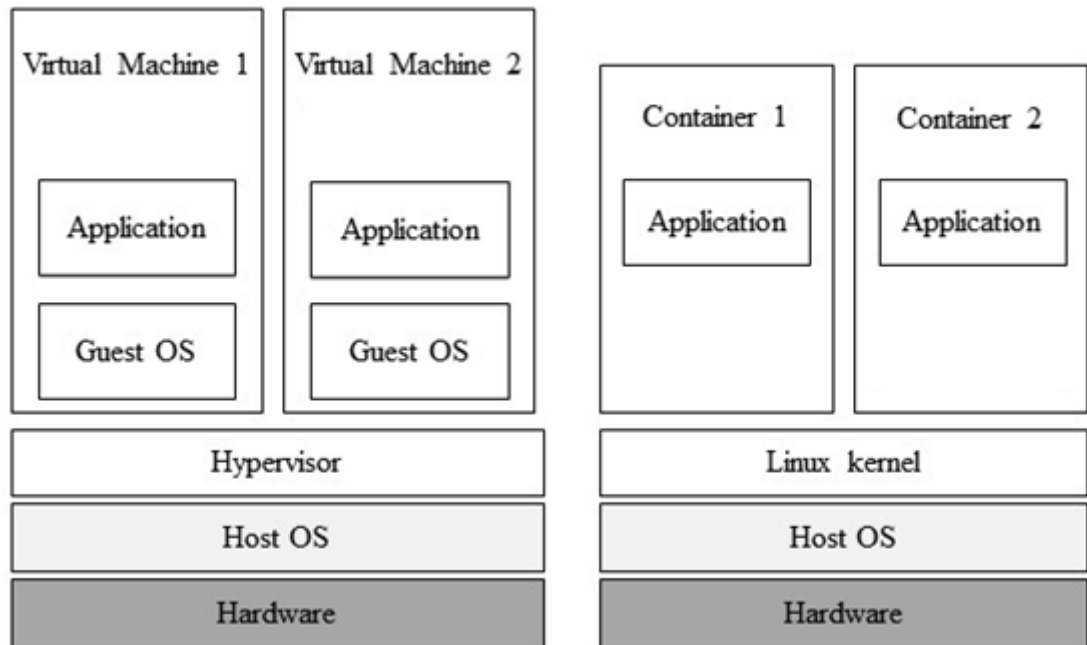 Virtual Machine 1
Application
Guest OS
Virtual Machine 2
Application
Guest OS
Hypervisor
Host OS
Hardware
Container 1
Application
Container 2
Application
Linux kernel
Host OS
Hardware